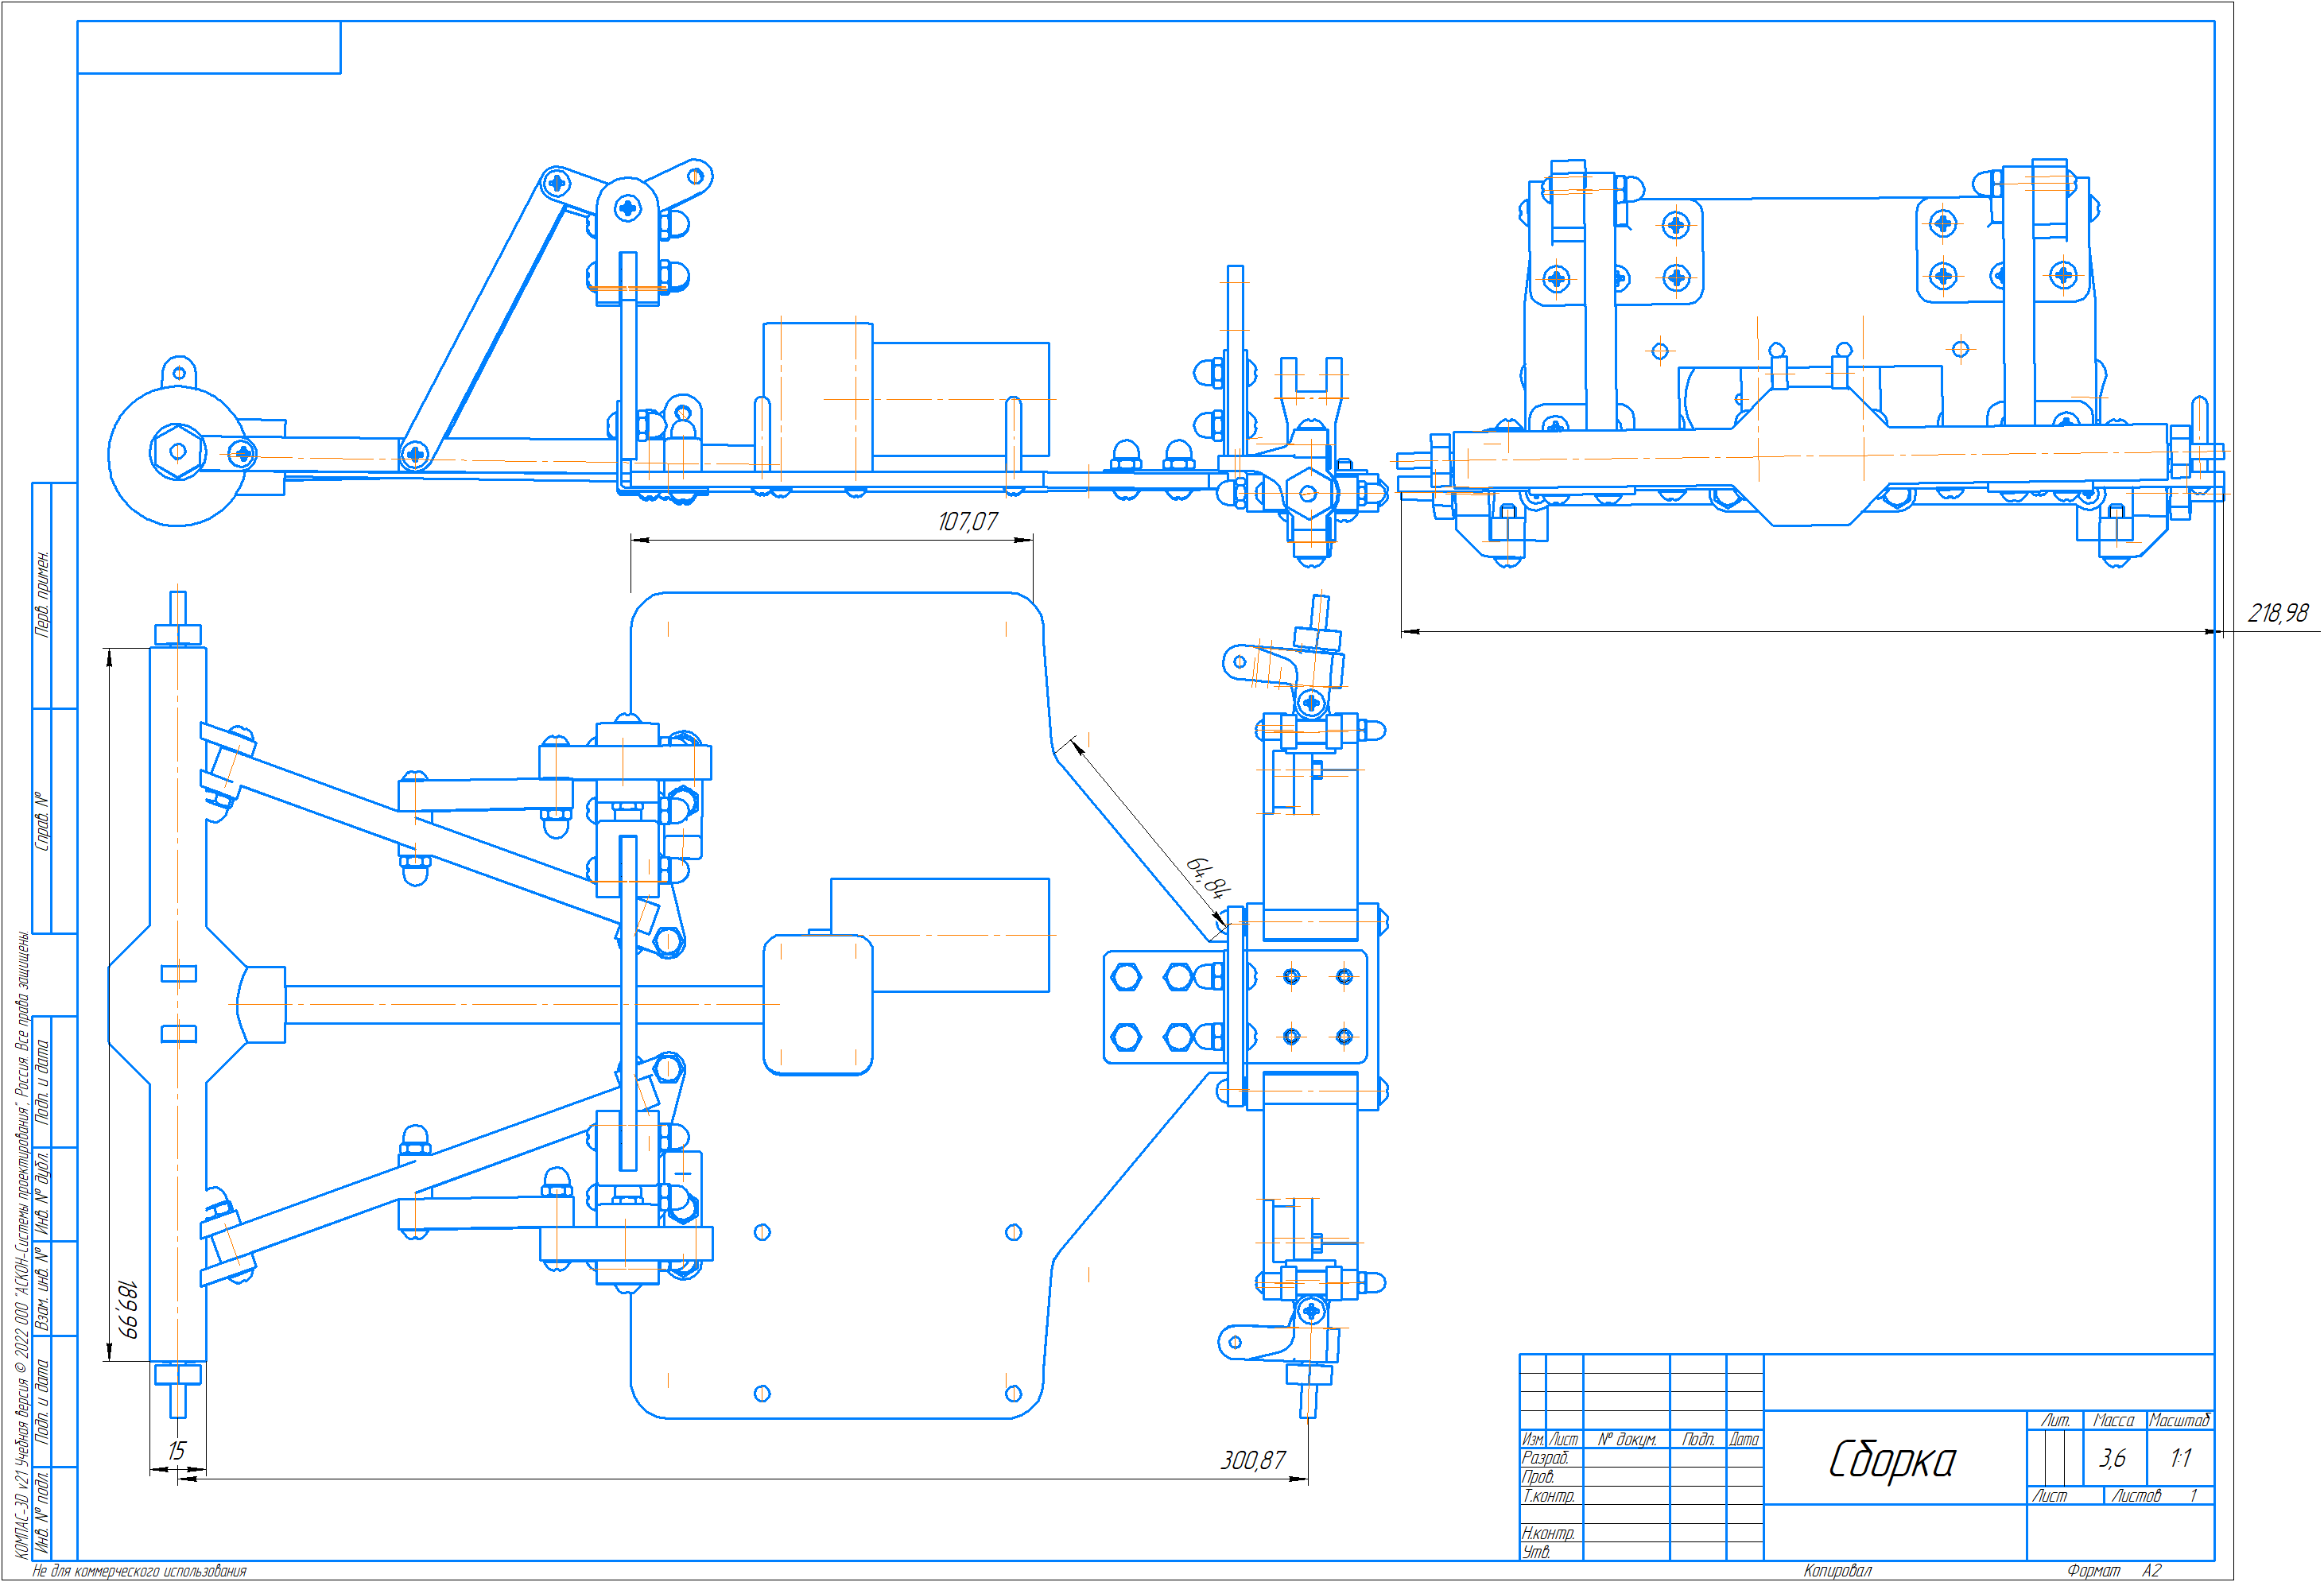 107,07
218,98
64,84
189,99
15
300,87
Перв. примен.
Справ. №
Подп. и дата
Инв. № дубл.
Взам. инв. №
Подп. и дата
Инв. № подл.
КОМПАС-3D v21 Учебная версия © 2022 ООО "АСКОН-Системы проектирования", Россия. Все права защищены.
Изм. Лист № докум. Подп. Дата
Разраб.
Пров.
Т.контр.
Н.контр.
Утв.
Сборка
Лит. Масса Масштаб
3,6 1:1
Лист Листов 1
Не для коммерческого использования
Копировал Формат А2